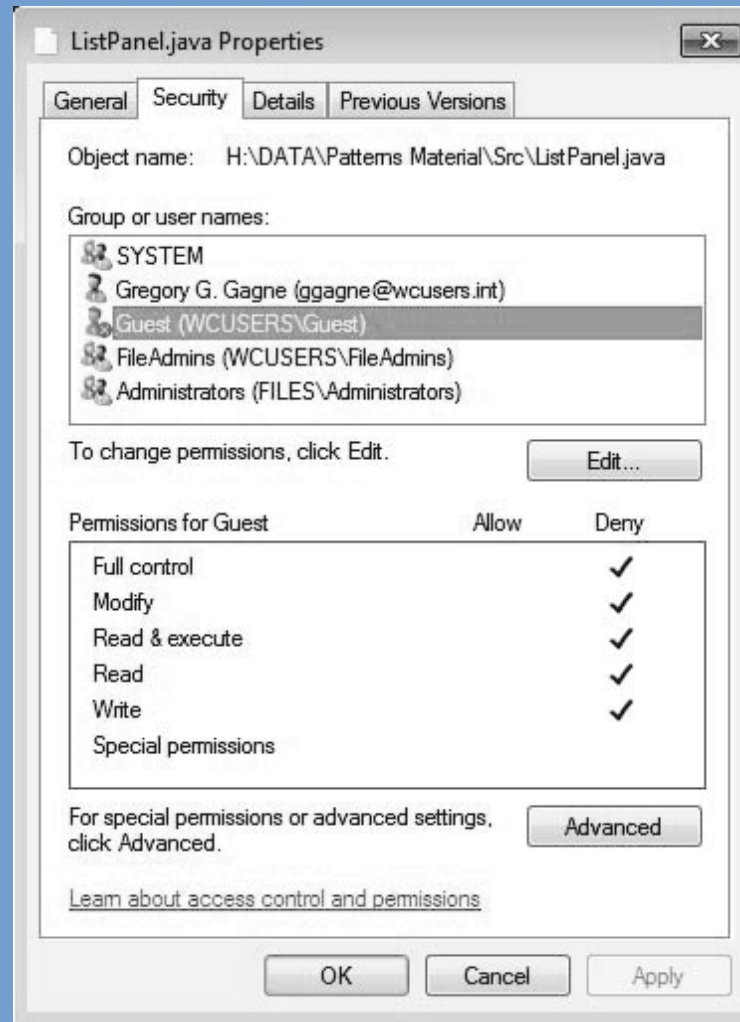 ListPanel.java Properties
General Security Details Previous Versions
Object name: H:\DATA\Patterns Material\Src\ListPanel.java
Group or user names:
SYSTEM
Gregory G. Gagne (ggagne@wcusers.int)
Guest (WCUSERS\Guest)
FileAdmins (WCUSERS\FileAdmins)
Administrators (FILES\Administrators)
To change permissions, click Edit.
Edit...
Permissions for Guest Allow Deny
Full control
Modify
Read & execute
Read
Write
Special permissions
For special permissions or advanced settings,
click Advanced.
Advanced
Learn about access control and permissions
OK Cancel Apply